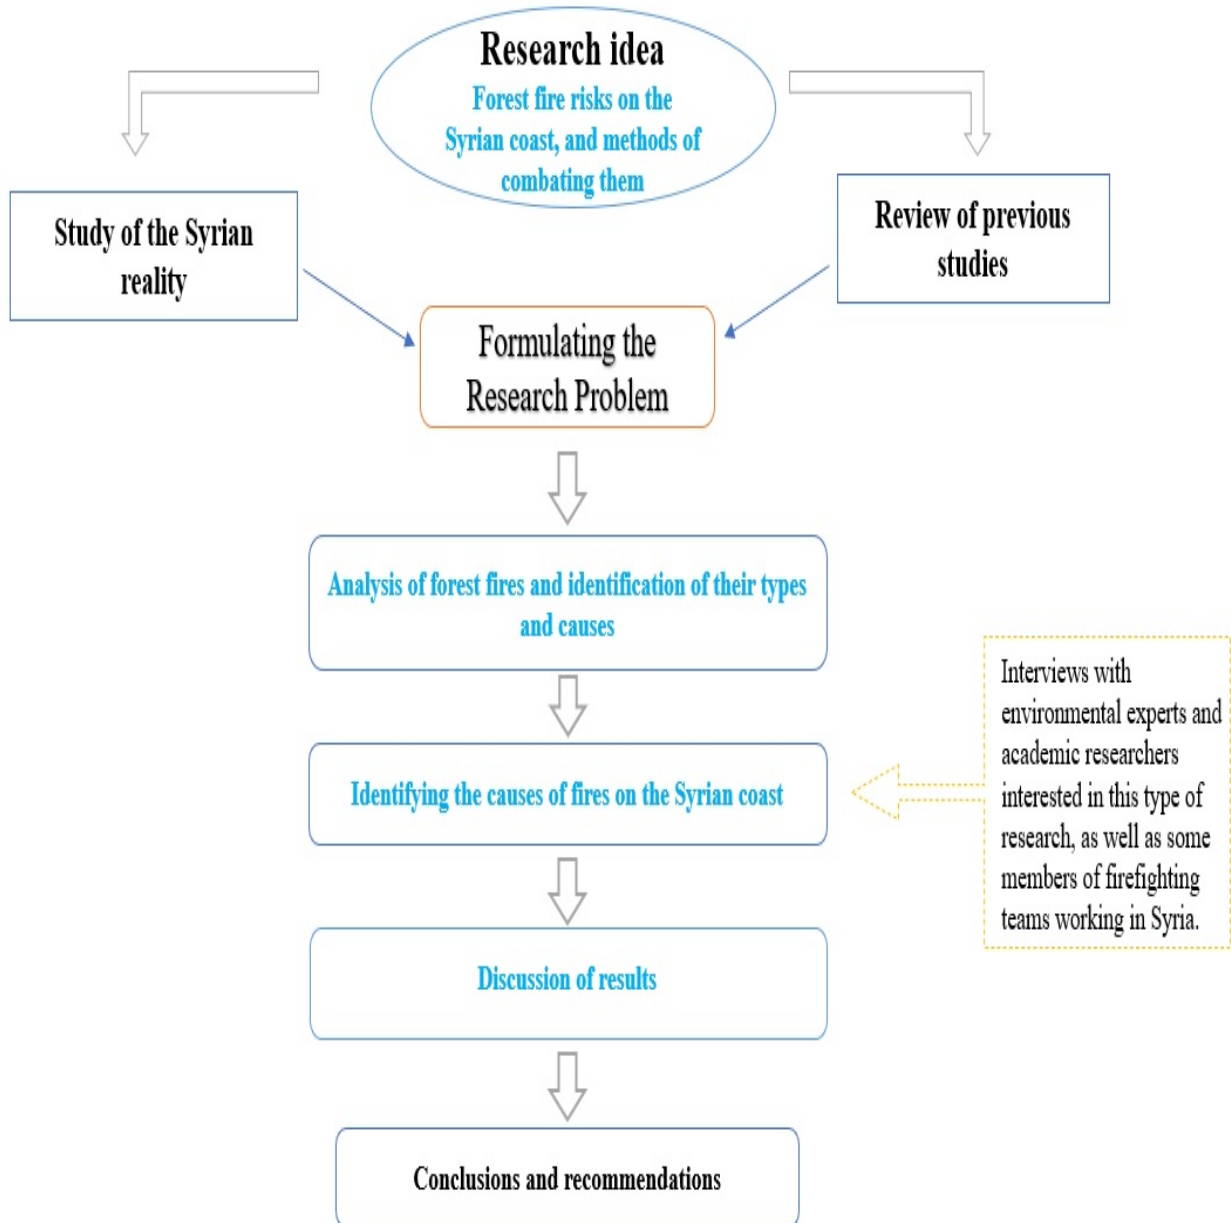 Research idea
Forest fire risks on the
Syrian coast, and methods of
combating them
Study of the Syrian
reality
Review of previous
studies
Formulating the
Research Problem
Analysis of forest fires and identification of their types
and causes
Identifying the causes of fires on the Syrian coast
Interviews with
environmental experts and
academic researchers
interested in this type of
research, as well as some
members of firefighting
teams working in Syria.
Discussion of results
Conclusions and recommendations